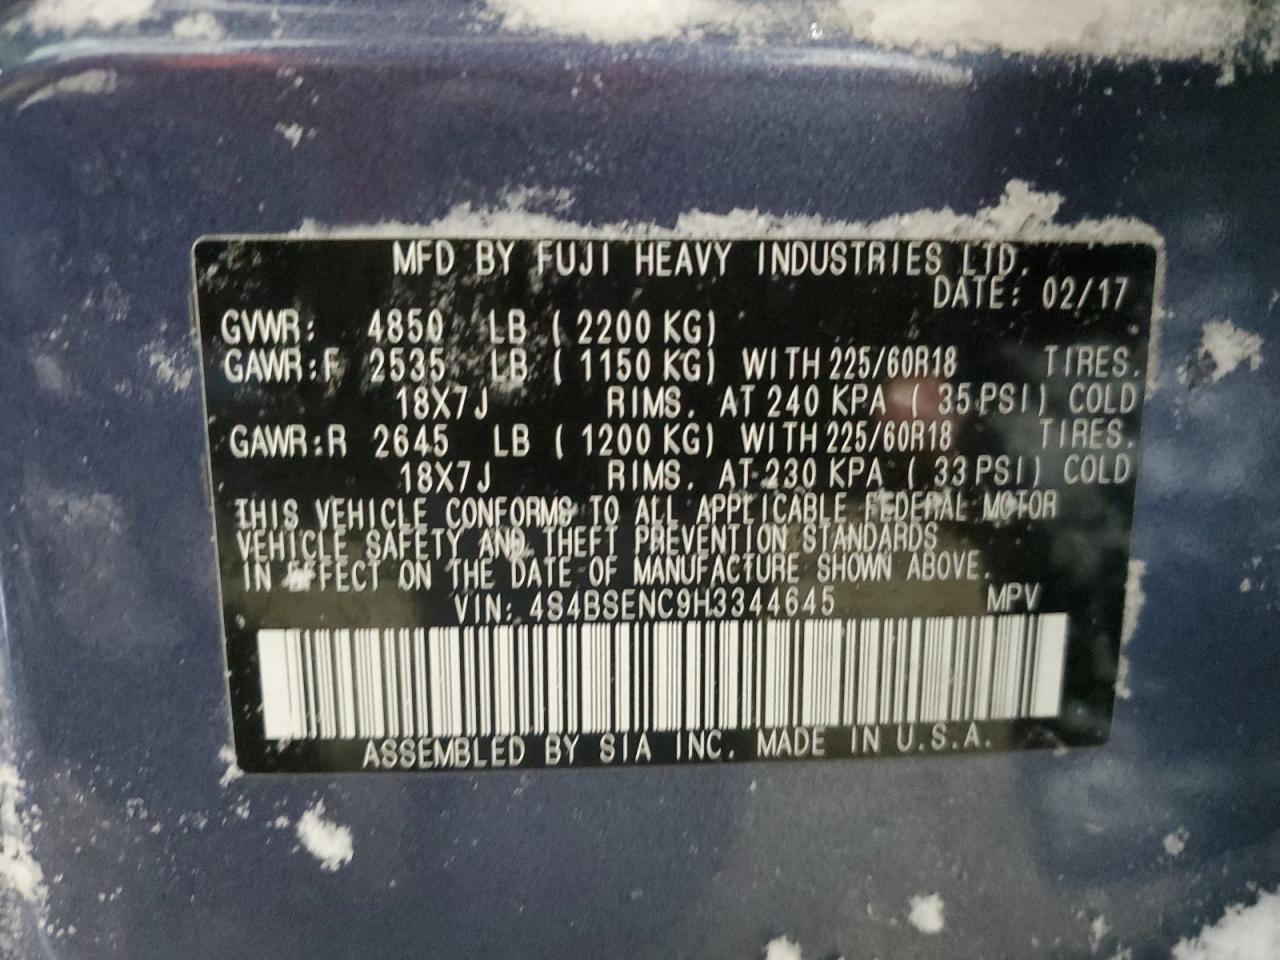 MFD BY FUJI HEAVY INDUSTRIES LTD.
DATE: 02/17
GVWR: 4850 LB ( 2200 KG)
GAWR:F 2535 LB ( 1150 KG) WITH 225/60R18 TIRES.
18X7J RIMS. AT 240 KPA ( 35 PSI) COLD
GAWR:R 2645 LB ( 1200 KG) WITH 225/60R18 TIRES.
18X7J RIMS. AT 230 KPA ( 33 PSI) COLD
THIS VEHICLE CONFORMS TO ALL APPLICABLE FEDERAL MOTOR
VEHICLE SAFETY AND THEFT PREVENTION STANDARDS
IN EFFECT ON THE DATE OF MANUFACTURE SHOWN ABOVE.
VIN: 4S4BSENC9H3344645 MPV
ASSEMBLED BY SIA INC. MADE IN U.S.A.